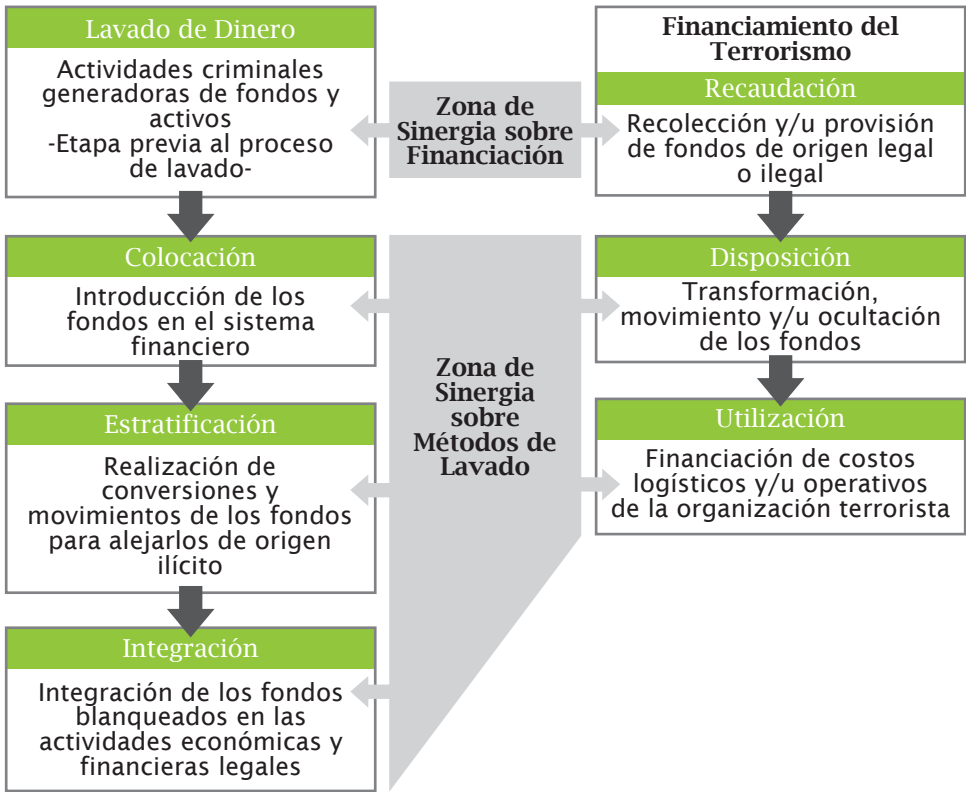 Lavado de Dinero
Actividades criminales
generadoras de fondos y
activos
-Etapa previa al proceso
de lavado-
Zona de
Sinergia sobre
Financiación
Financiamiento del
Terrorismo
Recaudación
Recolección y/u provisión
de fondos de origen legal
o ilegal
Colocación
Introducción de los
fondos en el sistema
financiero
Zona de
Sinergia
sobre
Métodos de
Lavado
Disposición
Transformación,
movimiento y/u ocultación
de los fondos
Estratificación
Realización de
conversiones y
movimientos de los fondos
para alejarlos de origen
ilícito
Utilización
Financiación de costos
logísticos y/u operativos
de la organización terrorista
Integración
Integración de los fondos
blanqueados en las
actividades económicas y
financieras legales